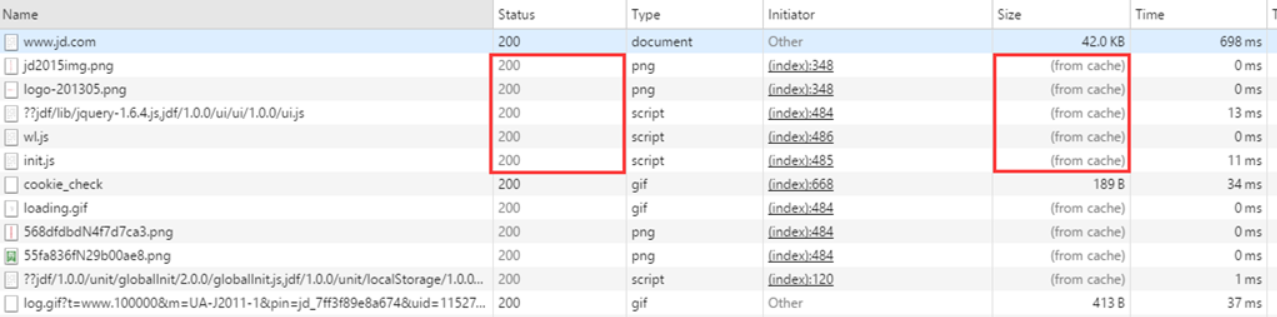 Name Status Type Initiator Size Time T
www.jd.com 200 document Other 42.0 KB 698 ms
jd2015img.png 200 png (index):348 (from cache) 0 ms
logo-201305.png 200 png (index):348 (from cache) 0 ms
??jdf/lib/jquery-1.6.4.js,jdf/1.0.0/ui/ui/1.0.0/ui.js 200 script (index):484 (from cache) 13 ms
wl.js 200 script (index):486 (from cache) 0 ms
init.js 200 script (index):485 (from cache) 11 ms
cookie_check 200 gif (index):668 189 B 34 ms
loading.gif 200 gif (index):484 (from cache) 0 ms
568dfdbdN4f7d7ca3.png 200 png (index):484 (from cache) 0 ms
55fa836fN29b00ae8.png 200 png (index):484 (from cache) 0 ms
??jdf/1.0.0/unit/globalInit/2.0.0/globalInit.js,jdf/1.0.0/unit/localStorage/1.0.0... 200 script (index):120 (from cache) 1 ms
log.gif?t=www.100000&m=UA-J2011-1&pin=jd_7ff3f89e8a674&uid=11527... 200 gif Other 413 B 37 ms